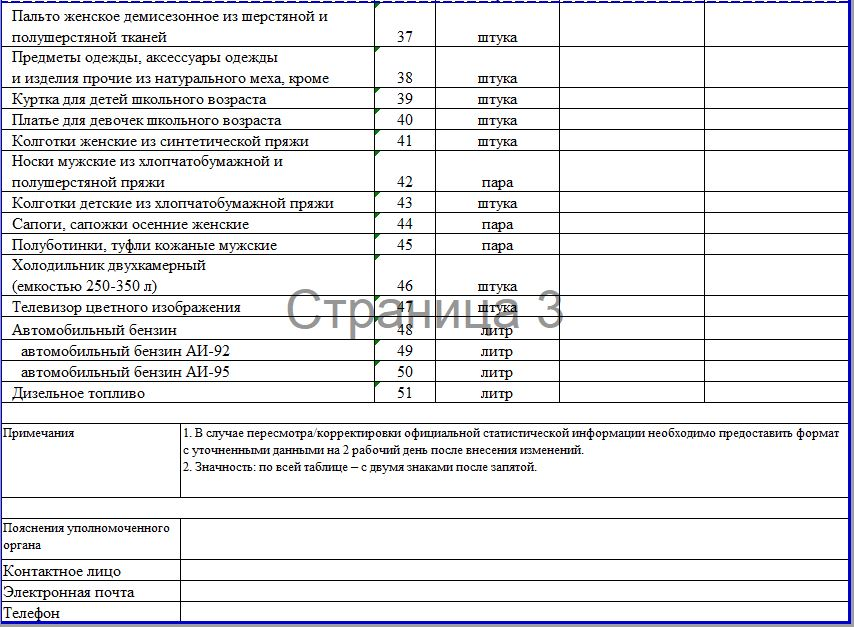 Пальто женское демисезонное из шерстяной и
полушерстяной тканей 37 штука
Предметы одежды, аксессуары одежды
и изделия прочие из натурального меха, кроме 38 штука
Куртка для детей школьного возраста 39 штука
Платье для девочек школьного возраста 40 штука
Колготки женские из синтетической пряжи 41 штука
Носки мужские из хлопчатобумажной и
полушерстяной пряжи 42 пара
Колготки детские из хлопчатобумажной пряжи 43 штука
Сапоги, сапожки осенние женские 44 пара
Полуботинки, туфли кожаные мужские 45 пара
Холодильник двухкамерный
(емкостью 250-350 л) 46 штука
Телевизор цветного изображения 47 штука
Страница 3
Автомобильный бензин 48 литр
автомобильный бензин АИ-92 49 литр
автомобильный бензин АИ-95 50 литр
Дизельное топливо 51 литр
Примечания 1. В случае пересмотра/корректировки официальной статистической информации необходимо предоставить формат
с уточненными данными на 2 рабочий день после внесения изменений.
2. Значность: по всей таблице – с двумя знаками после запятой.
Пояснения уполномоченного
органа
Контактное лицо
Электронная почта
Телефон